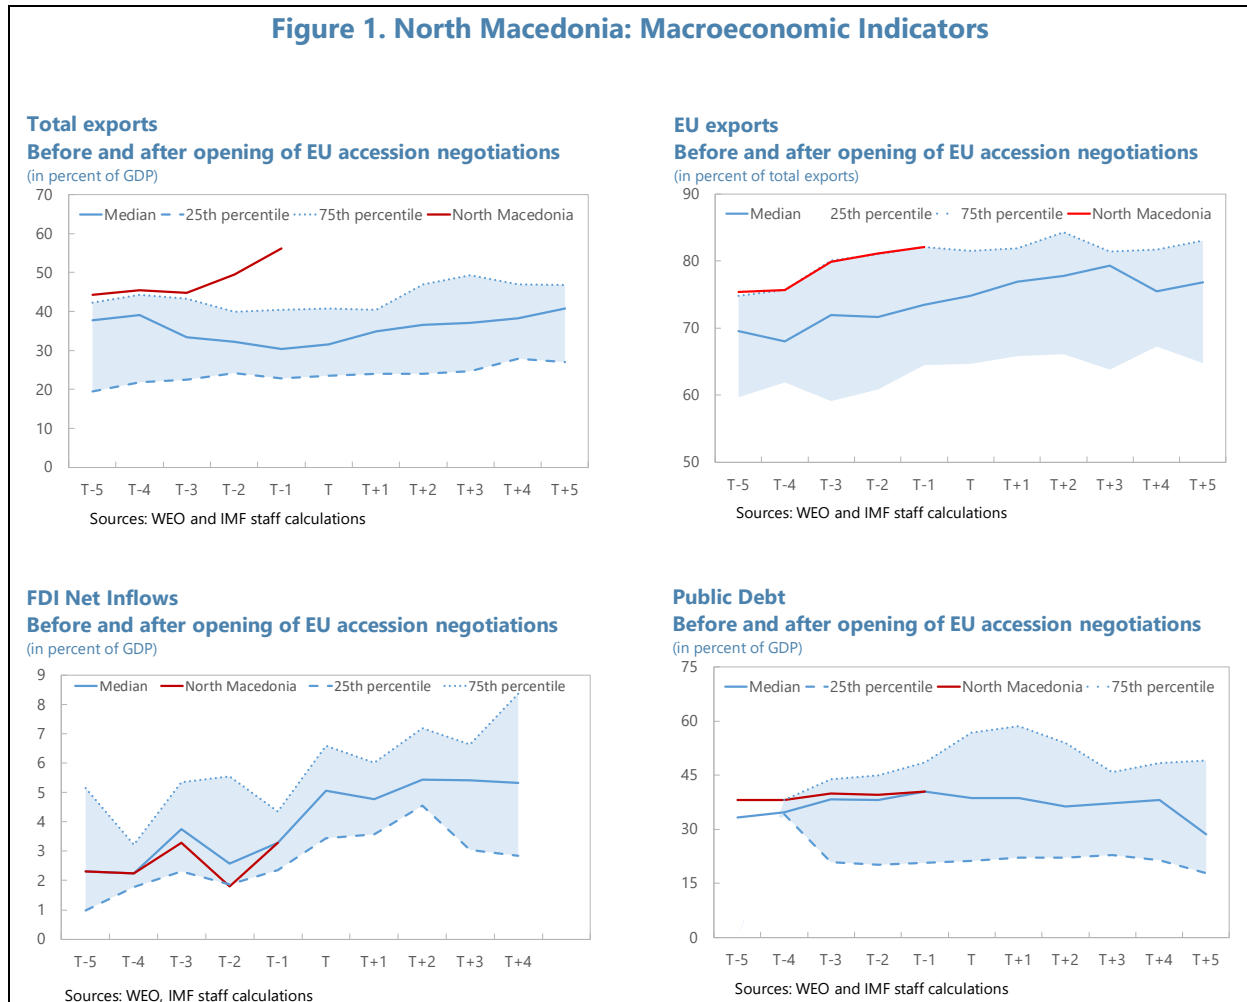 Figure 1. North Macedonia: Macroeconomic Indicators
Total exports
Before and after opening of EU accession negotiations
(in percent of GDP)
70
60
50
40
30
20
10
0
Median
25th percentile
75th percentile
North Macedonia
T-5 T-4 T-3 T-2 T-1 T T+1 T+2 T+3 T+4 T+5
Sources: WEO and IMF staff calculations
EU exports
Before and after opening of EU accession negotiations
(in percent of total exports)
90
80
70
60
50
Median
25th percentile
75th percentile
North Macedonia
T-5 T-4 T-3 T-2 T-1 T T+1 T+2 T+3 T+4 T+5
Sources: WEO and IMF staff calculations
FDI Net Inflows
Before and after opening of EU accession negotiations
(in percent of GDP)
9
8
7
6
5
4
3
2
1
0
Median
North Macedonia
25th percentile
75th percentile
T-5 T-4 T-3 T-2 T-1 T T+1 T+2 T+3 T+4
Sources: WEO, IMF staff calculations
Public Debt
Before and after opening of EU accession negotiations
(in percent of GDP)
75
60
45
30
15
0
Median
25th percentile
North Macedonia
75th percentile
T-5 T-4 T-3 T-2 T-1 T T+1 T+2 T+3 T+4 T+5
Sources: WEO and IMF staff calculations